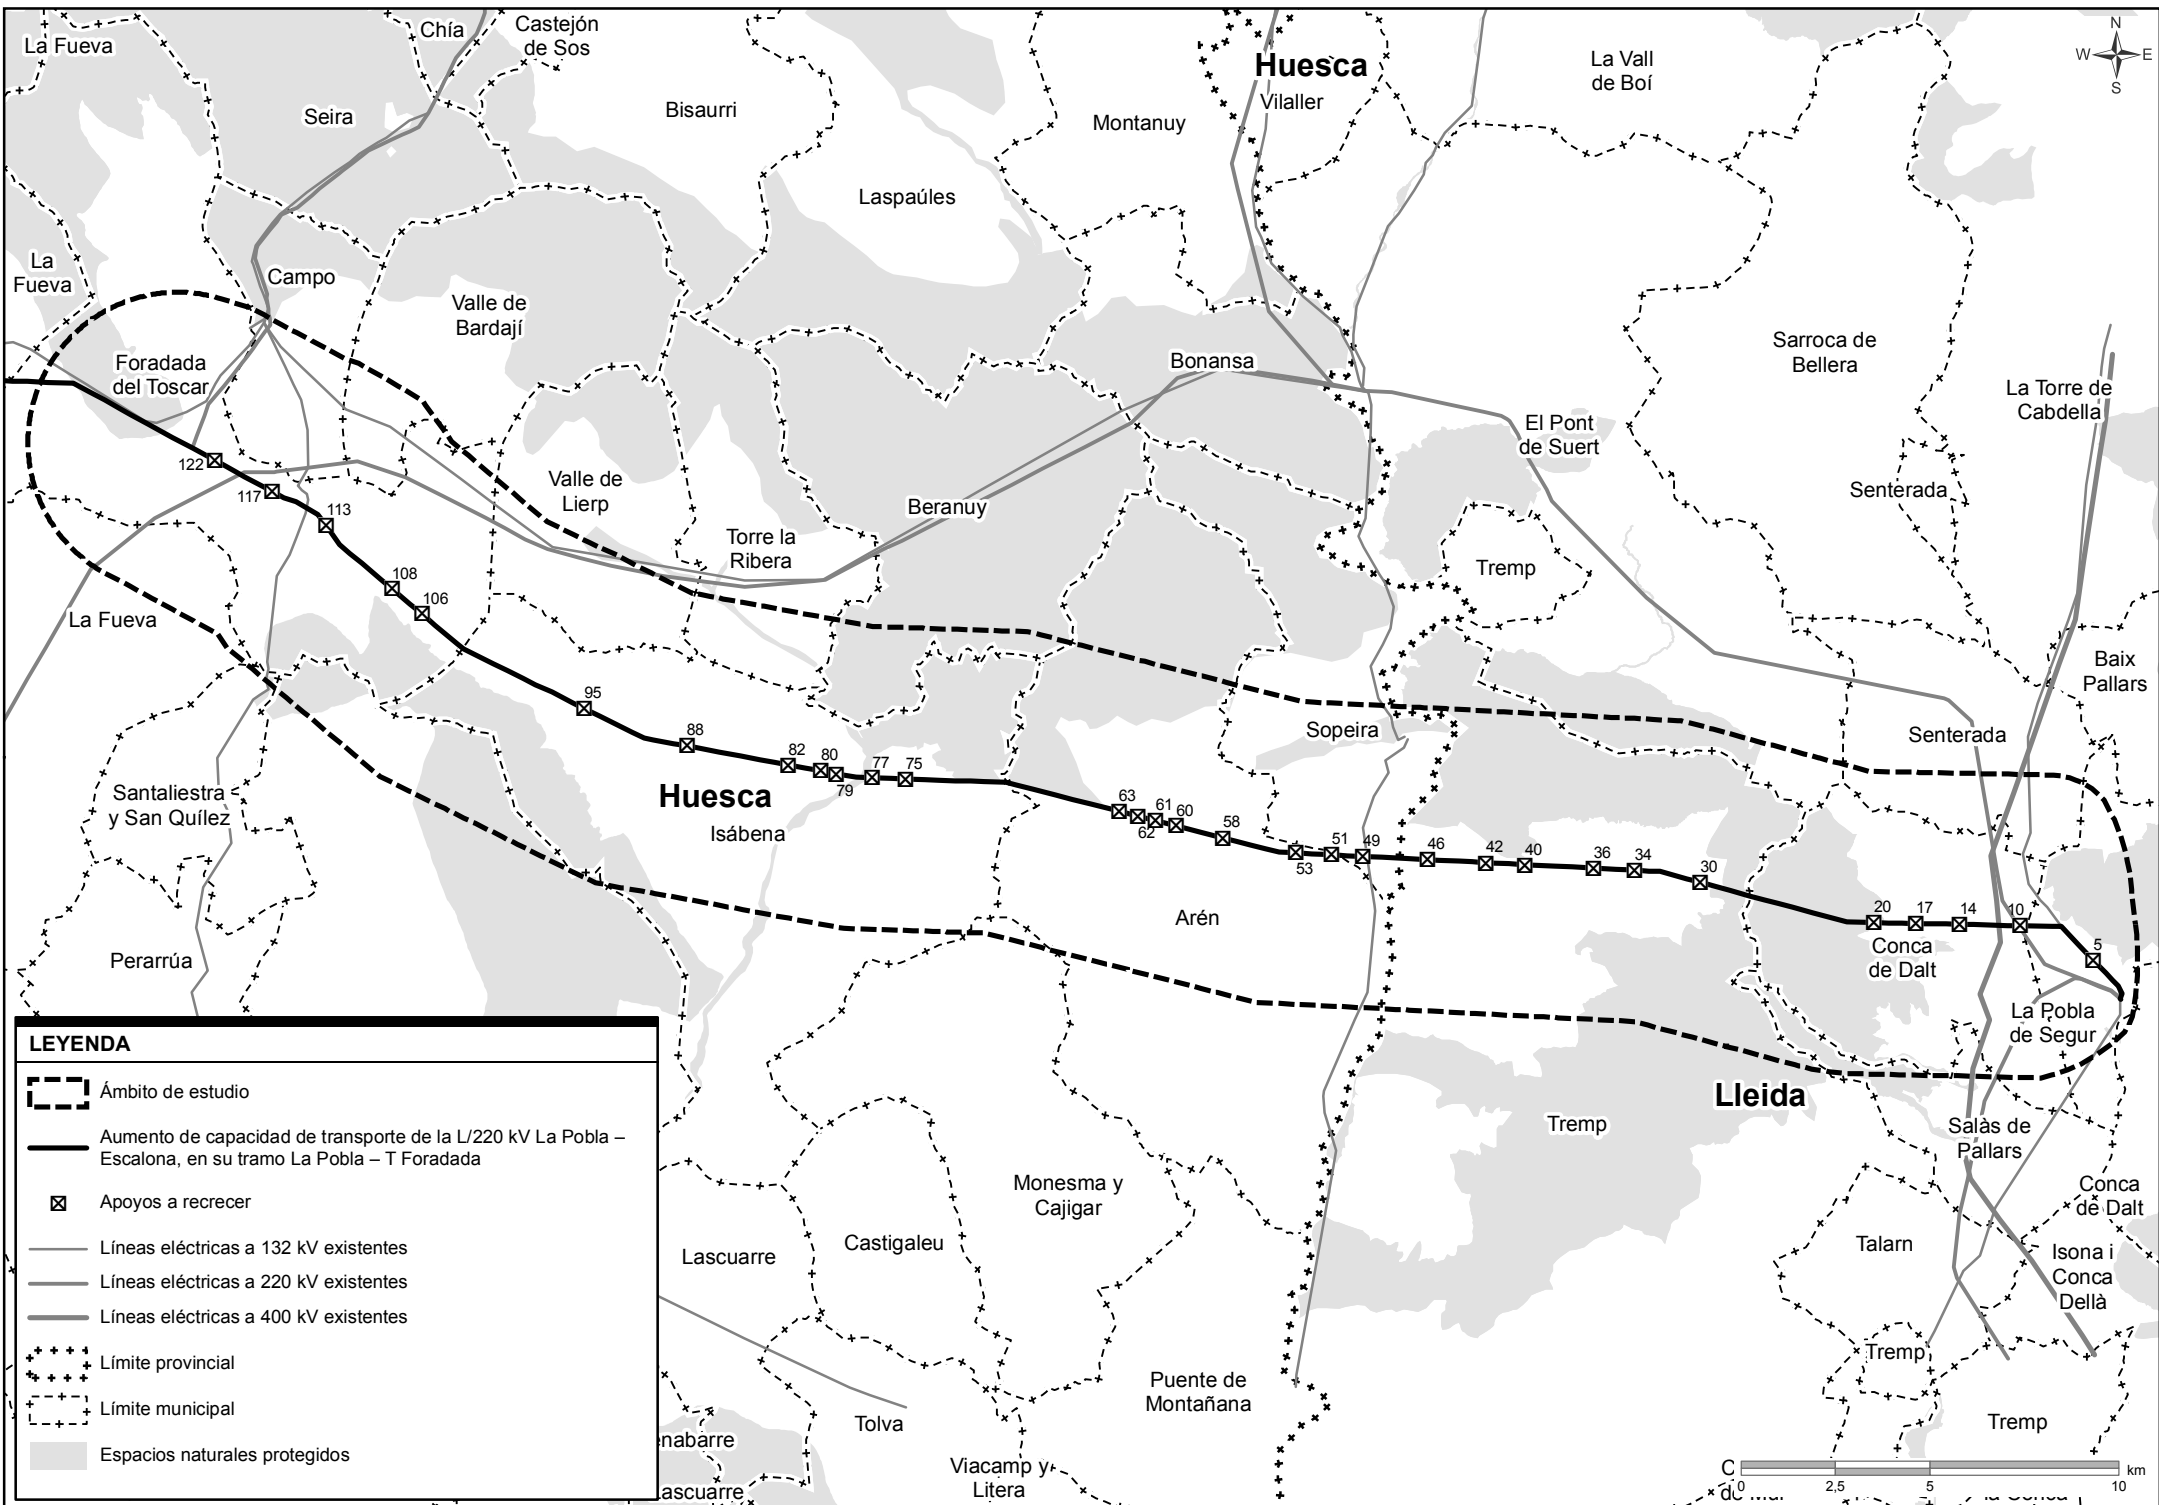 La Fueva
Chía
Castejón
de Sos
Huesca
Vilaller
La Vall
de Boí
N
W
E
S
Seira
Bisaurri
Montanuy
Laspaúles
La
Fueva
Campo
Valle de
Bardají
Foradada
del Toscar
Bonansa
Sarroca de
Bellera
La Torre de
Cabdella
El Pont
de Suert
Senterada
Valle de
Lierp
Beranuy
Torre la
Ribera
Tremp
La Fueva
Baix
Pallars
Sopeira
Senterada
122
117
113
108
106
95
88
82
80
79
77
75
63
62
61
60
58
53
51
49
46
42
40
36
34
30
20
17
14
10
5
Santaliestra
y San Quílez
Huesca
Isábena
Arén
Conca
de Dalt
Perarrúa
La Pobla
de Segur
Lleida
Tremp
Salàs de
Pallars
Monesma y
Cajigar
Conca
de Dalt
Lascuarre
Castigaleu
Talarn
Isona i
Conca
Dellà
Tremp
Puente de
Montañana
Tolva
Tremp
enabarre
Viacamp y
Litera
ascuarre
0
2,5
5
10
km
LEYENDA
Ámbito de estudio
Aumento de capacidad de transporte de la L/220 kV La Pobla –
Escalona, en su tramo La Pobla – T Foradada
Apoyos a recrecer
Líneas eléctricas a 132 kV existentes
Líneas eléctricas a 220 kV existentes
Líneas eléctricas a 400 kV existentes
Límite provincial
Límite municipal
Espacios naturales protegidos